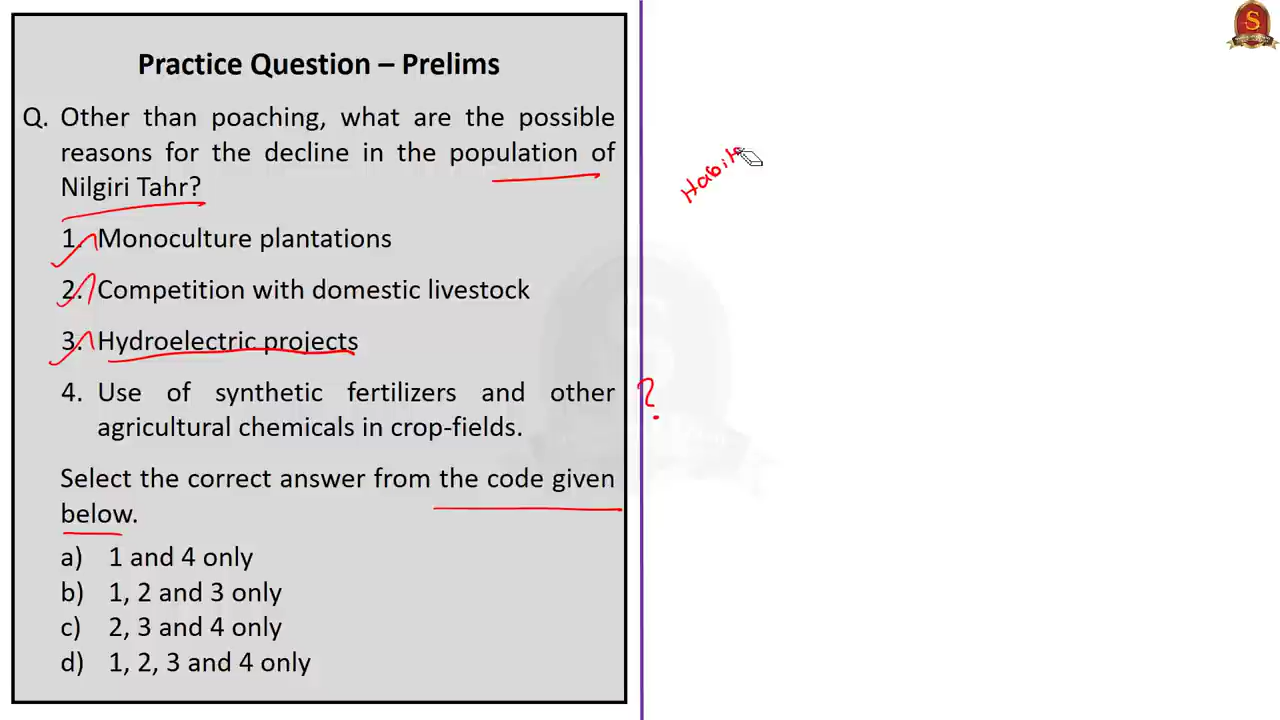 Practice Question – Prelims
Q. Other than poaching, what are the possible
reasons for the decline in the population of
Nilgiri Tahr?
1. Monoculture plantations
2. Competition with domestic livestock
3. Hydroelectric projects
4. Use of synthetic fertilizers and other
agricultural chemicals in crop-fields.
Select the correct answer from the code given
below.
a) 1 and 4 only
b) 1, 2 and 3 only
c) 2, 3 and 4 only
d) 1, 2, 3 and 4 only
?
Habit
S